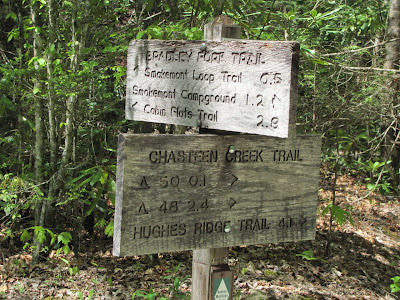 BRADLEY FORK TRAIL
Smokemont Loop Trail 0.5
Smokemont Campground 1.2
Cabin Flats Trail 2.9
CHASTEEN CREEK TRAIL
50 0.1 >
48 2.4 >
HUGHES RIDGE TRAIL 4.1 >